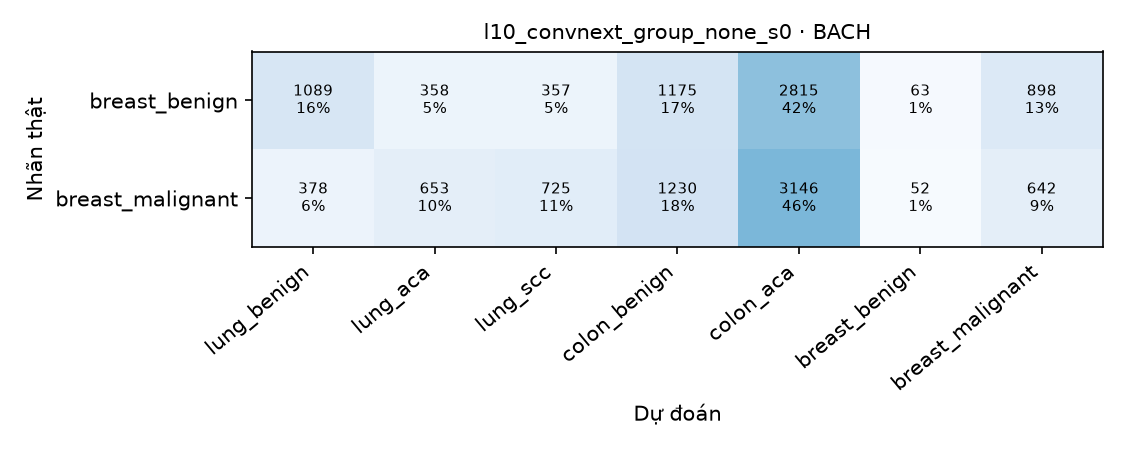 l10_convnext_group_none_s0 · BACH
Nhãn thật
breast_benign
1089
16%
358
5%
357
5%
1175
17%
2815
42%
63
1%
898
13%
breast_malignant
378
6%
653
10%
725
11%
1230
18%
3146
46%
52
1%
642
9%
lung_benign
lung_aca
lung_scc
colon_benign
colon_aca
breast_benign
breast_malignant
Dự đoán